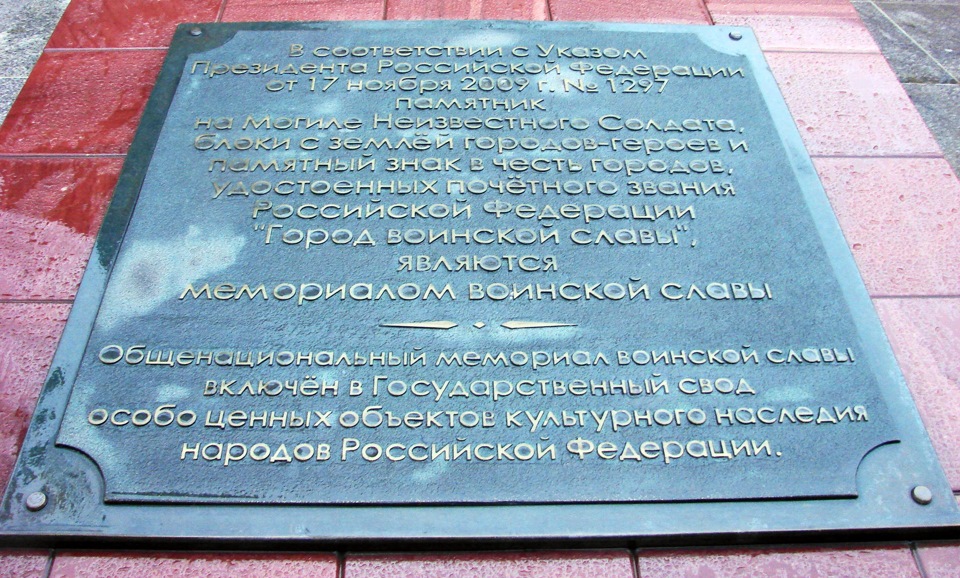 В соответствии с Указом
Президента Российской Федерации
от 17 ноября 2009 г. № 1297
памятник
на Могиле Неизвестного Солдата,
блоки с землёй городов-героев и
памятный знак в честь городов,
удостоенных почётного звания
Российской Федерации
"Город воинской славы",
являются
мемориалом воинской славы
Общенациональный мемориал воинской славы
включён в Государственный свод
особо ценных объектов культурного наследия
народов Российской Федерации.